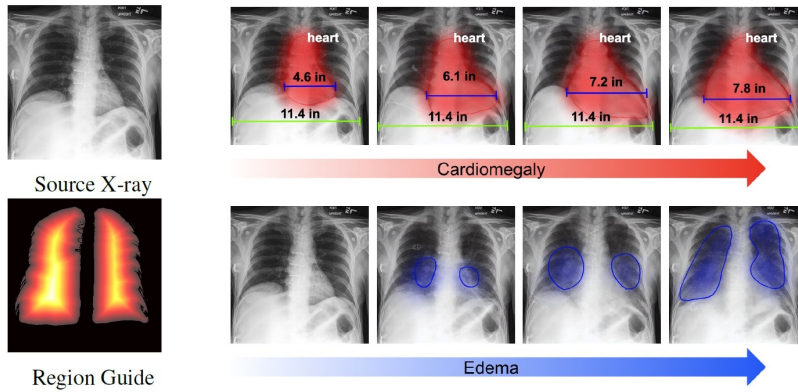 heart
heart
heart
heart
4.6 in
6.1 in
7.2 in
7.8 in
11.4 in
11.4 in
11.4 in
11.4 in
Source X-ray
Cardiomegaly
Region Guide
Edema